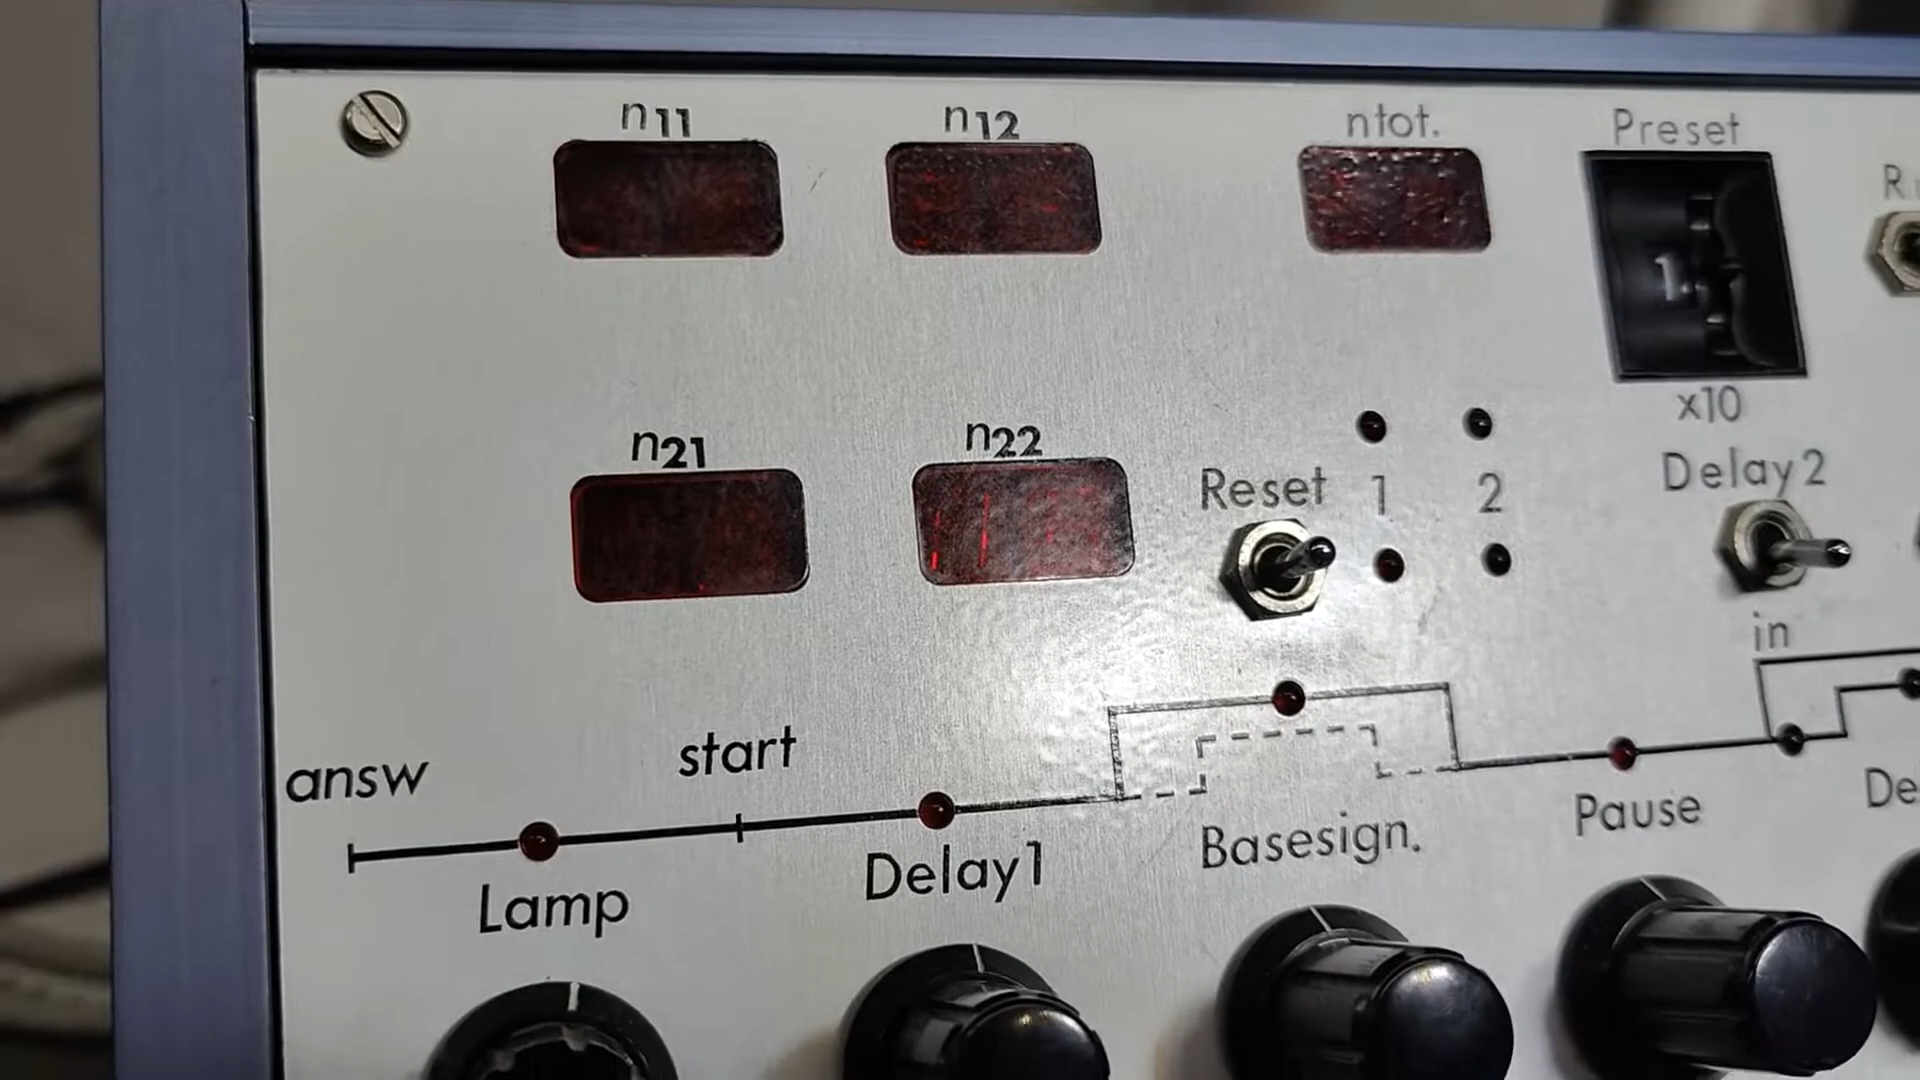 n11 n12 ntot. Preset
1
x10
n21 n22 Reset 1 2 Delay2
in
answ start
Lamp Delay1 Basesign. Pause